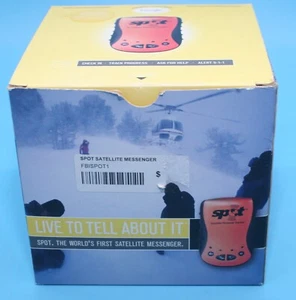 spot
CHECK IN TRACK PROGRESS ASK FOR HELP ALERT 9-1-1
SPOT SATELLITE MESSENGER
FBISPOT1
$
spot
LIVE TO TELL ABOUT IT
SPOT. THE WORLD'S FIRST SATELLITE MESSENGER.